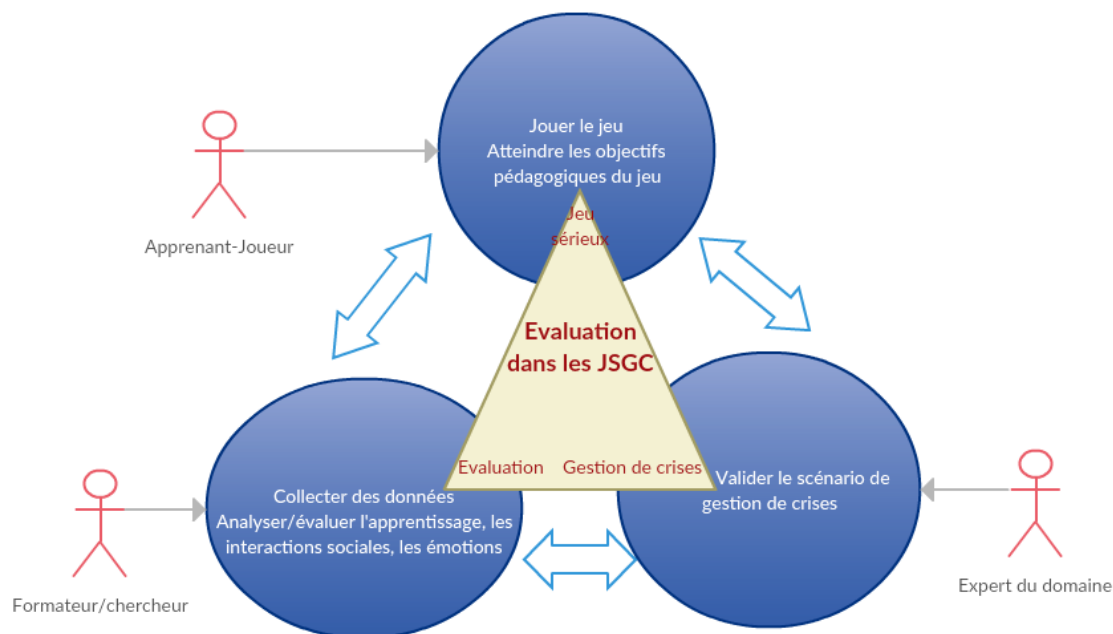 Jouer le jeu
Atteindre les objectifs
pédagogiques du jeu
Jeu
sérieux
Apprenant-Joueur
Evaluation
dans les JSGC
Evaluation
Gestion de crises
Collecter des données
Analyser/évaluer l'apprentissage, les
interactions sociales, les émotions
Valider le scénario de
gestion de crises
Formateur/chercheur
Expert du domaine